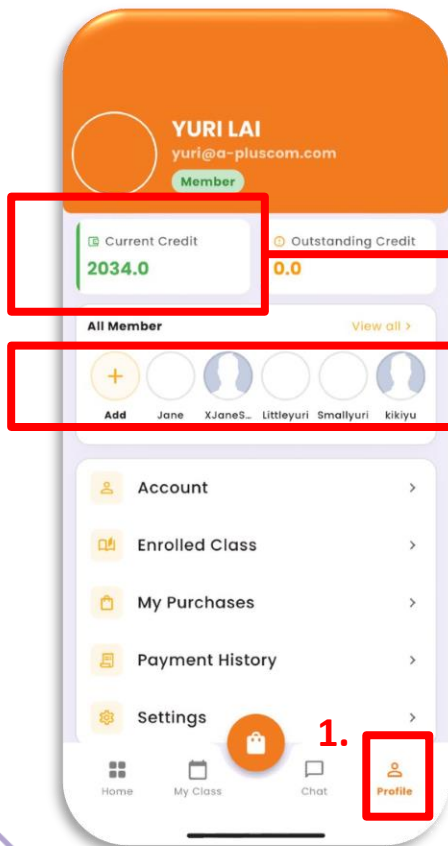 YURI LAI
yuri@a-pluscom.com
Member
Current Credit
2034.0
Outstanding Credit
0.0
All Member
View all >
Add Jane XJaneS... Littleyuri Smallyuri kikiyu
Account
Enrolled Class
My Purchases
Payment History
Settings
1.
Home My Class Chat Profile